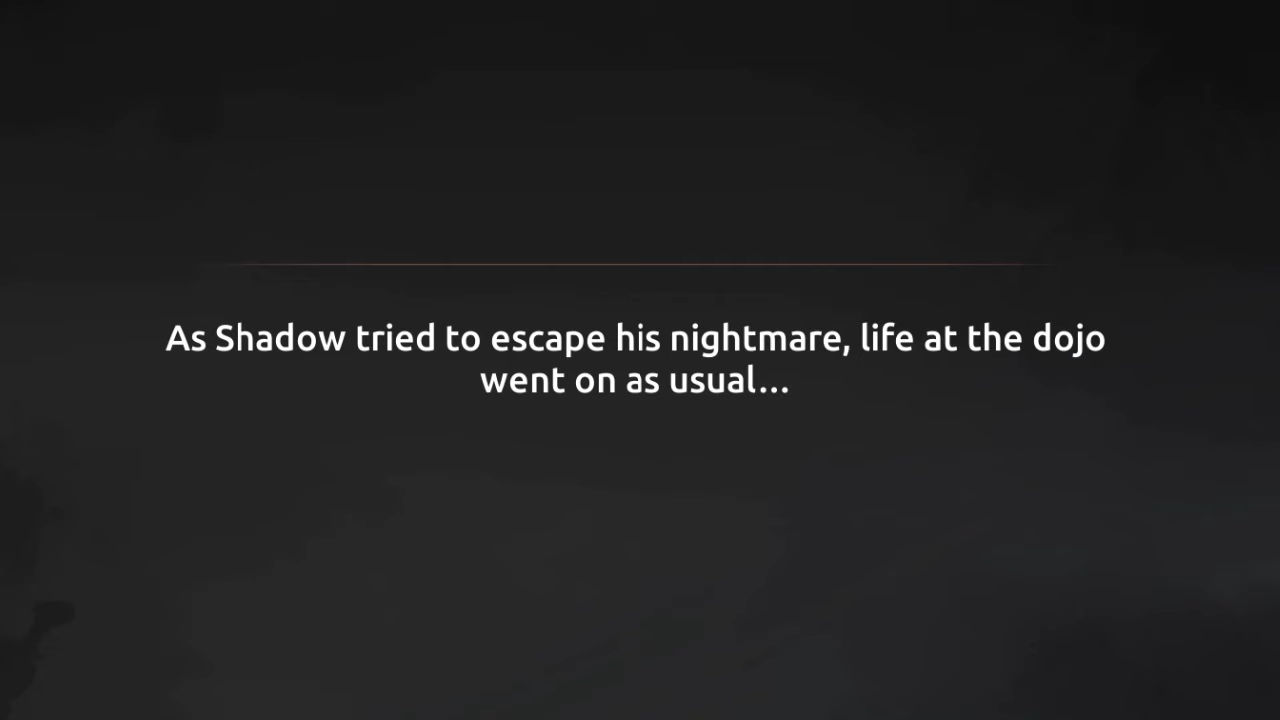 As Shadow tried to escape his nightmare, life at the dojo
went on as usual...